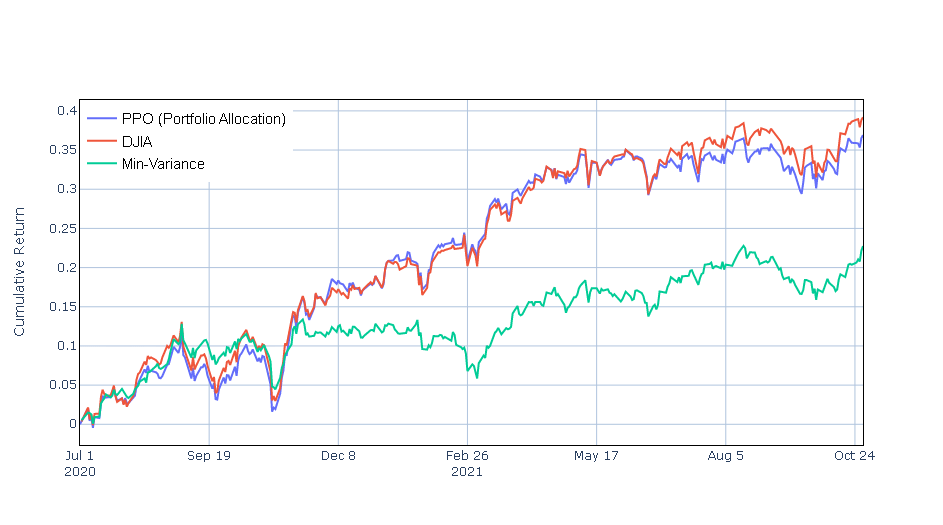 PPO (Portfolio Allocation)
DJIA
Min-Variance
Cumulative Return
0.4
0.35
0.3
0.25
0.2
0.15
0.1
0.05
0
Jul 1
2020
Sep 19
Dec 8
Feb 26
2021
May 17
Aug 5
Oct 24